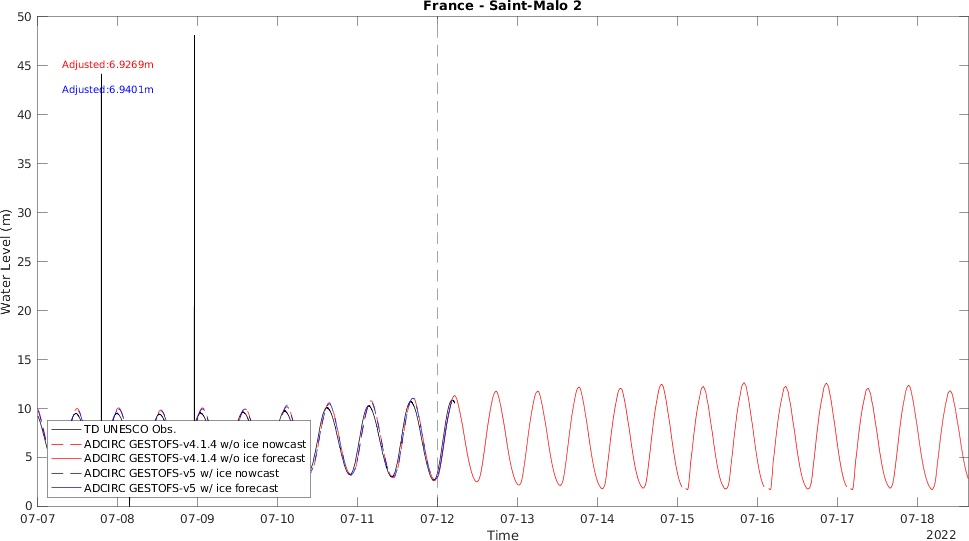 France - Saint-Malo 2
50
45
40
35
30
25
20
15
10
5
0
Water Level (m)
Adjusted:6.9269m
Adjusted:6.9401m
TD UNESCO Obs.
ADCIRC GESTOFS-v4.1.4 w/o ice nowcast
ADCIRC GESTOFS-v4.1.4 w/o ice forecast
ADCIRC GESTOFS-v5 w/ ice nowcast
ADCIRC GESTOFS-v5 w/ ice forecast
07-07 07-08 07-09 07-10 07-11 07-12 07-13 07-14 07-15 07-16 07-17 07-18
Time
2022